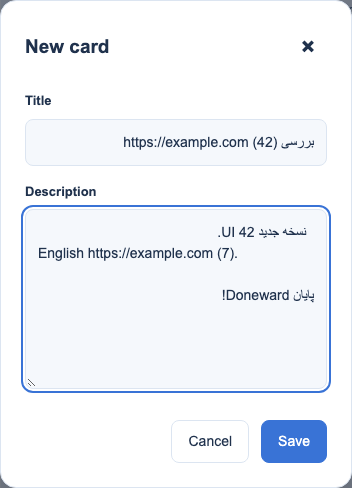 New card
✖
Title
بررسی https://example.com (42)
Description
نسخه جدید UI 42.
English https://example.com (7).
پایان Doneward!
Cancel
Save